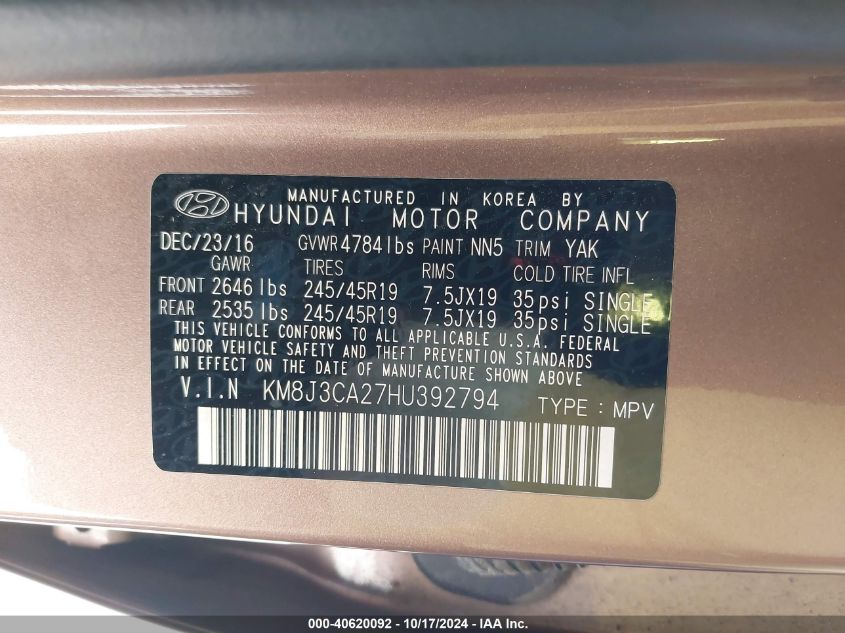 MANUFACTURED IN KOREA BY
HYUNDAI MOTOR COMPANY
DEC/23/16 GVWR 4784 lbs PAINT NN5 TRIM YAK
GAWR TIRES RIMS COLD TIRE INFL
FRONT 2646 lbs 245/45R19 7.5JX19 35psi SINGLE
REAR 2535 lbs 245/45R19 7.5JX19 35psi SINGLE
THIS VEHICLE CONFORMS TO ALL APPLICABLE U.S.A. FEDERAL
MOTOR VEHICLE SAFETY AND THEFT PREVENTION STANDARDS
IN EFFECT ON THE DATE OF MANUFACTURE SHOWN ABOVE.
V.I.N KM8J3CA27HU392794 TYPE : MPV
000-40620092 - 10/17/2024 - IAA Inc.